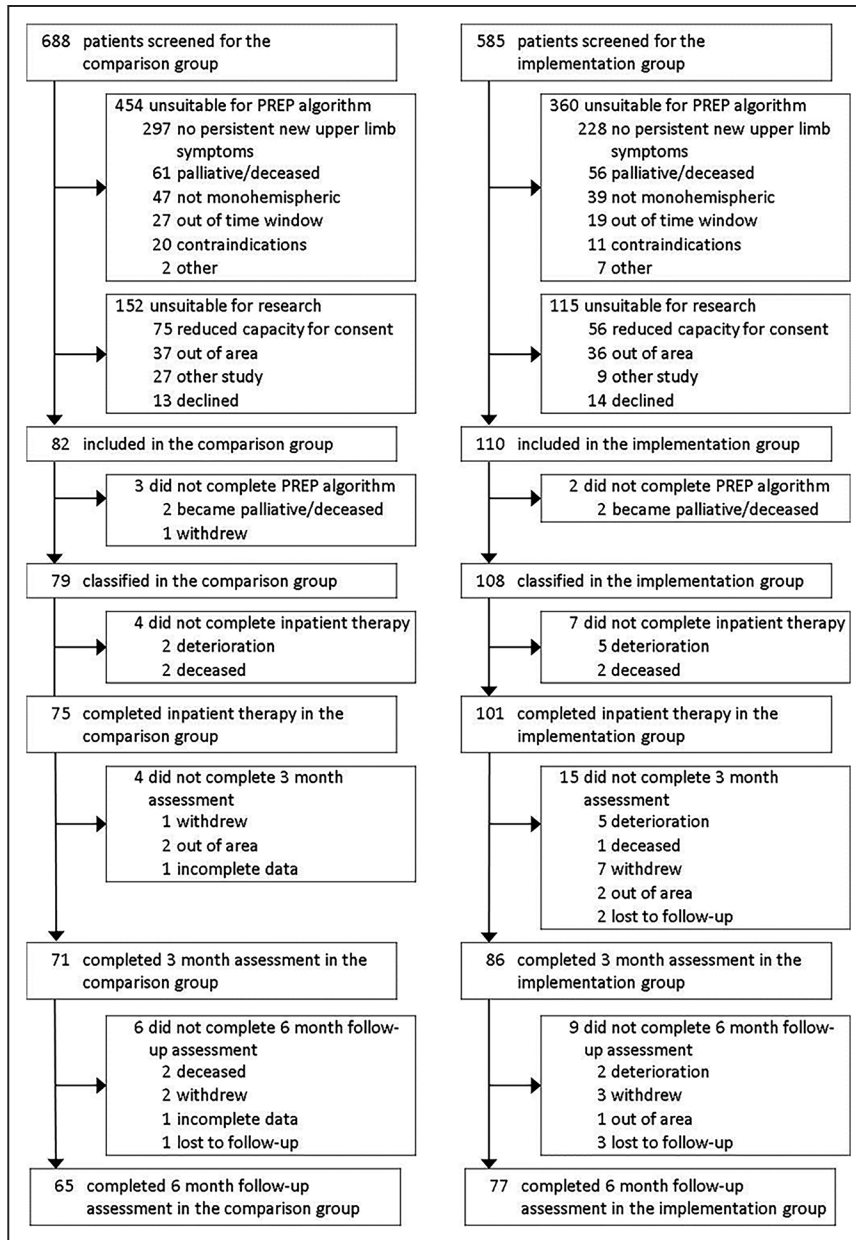 688 patients screened for the
comparison group
454 unsuitable for PREP algorithm
297 no persistent new upper limb
symptoms
61 palliative/deceased
47 not monohemispheric
27 out of time window
20 contraindications
2 other
152 unsuitable for research
75 reduced capacity for consent
37 out of area
27 other study
13 declined
82 included in the comparison group
3 did not complete PREP algorithm
2 became palliative/deceased
1 withdrew
79 classified in the comparison group
4 did not complete inpatient therapy
2 deterioration
2 deceased
75 completed inpatient therapy in the
comparison group
4 did not complete 3 month
assessment
1 withdrew
2 out of area
1 incomplete data
71 completed 3 month assessment in the
comparison group
6 did not complete 6 month follow-
up assessment
2 deceased
2 withdrew
1 incomplete data
1 lost to follow-up
65 completed 6 month follow-up
assessment in the comparison group
585 patients screened for the
implementation group
360 unsuitable for PREP algorithm
228 no persistent new upper limb
symptoms
56 palliative/deceased
39 not monohemispheric
19 out of time window
11 contraindications
7 other
115 unsuitable for research
56 reduced capacity for consent
36 out of area
9 other study
14 declined
110 included in the implementation group
2 did not complete PREP algorithm
2 became palliative/deceased
108 classified in the implementation group
7 did not complete inpatient therapy
5 deterioration
2 deceased
101 completed inpatient therapy in the
implementation group
15 did not complete 3 month
assessment
5 deterioration
1 deceased
7 withdrew
2 out of area
2 lost to follow-up
86 completed 3 month assessment in the
implementation group
9 did not complete 6 month follow-
up assessment
2 deterioration
3 withdrew
1 out of area
3 lost to follow-up
77 completed 6 month follow-up
assessment in the implementation group